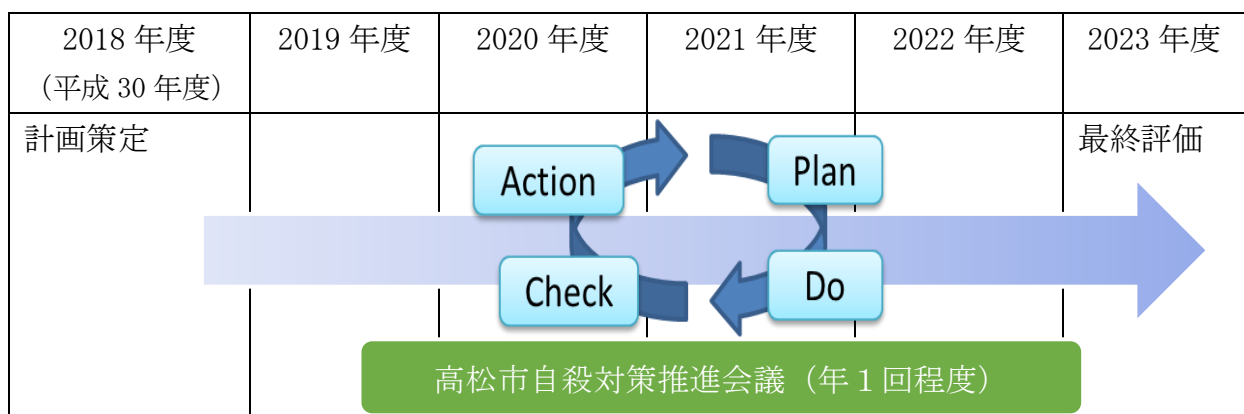 2018 年度
（平成 30 年度）
2019 年度
2020 年度
2021 年度
2022 年度
2023 年度
計画策定
最終評価
Action
Plan
Check
Do
高松市自殺対策推進会議（年１回程度）